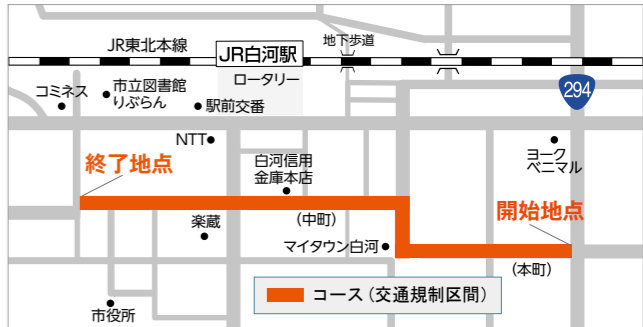 JR東北本線
JR白河駅
地下歩道
ロータリー
コミネス
市立図書館
りぶらん
駅前交番
294
NTT
ヨーク
ベニマル
終了地点
白河信用
金庫本店
開始地点
(中町)
楽蔵
マイタウン白河
(本町)
コース(交通規制区間)
市役所